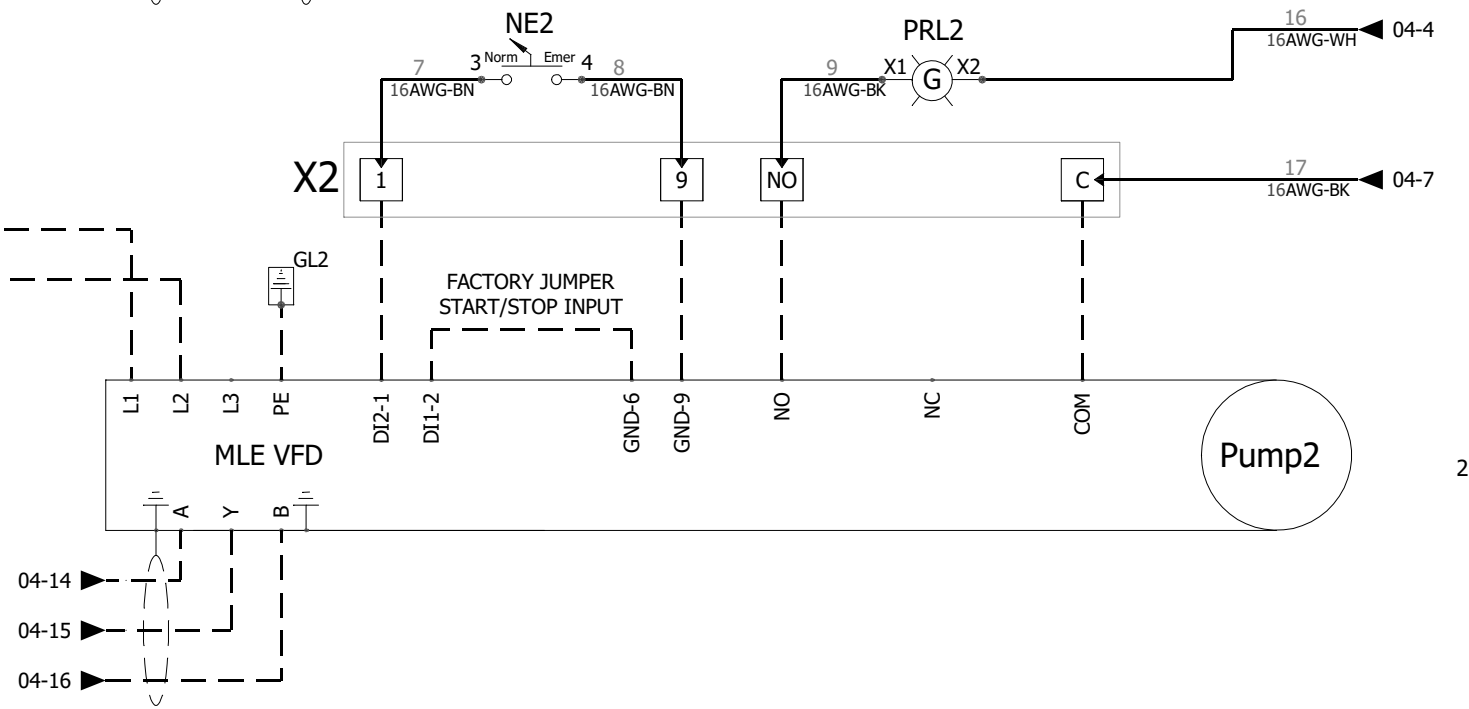 NE2
PRL2
16
16AWG-WH
04-4
7
16AWG-BN
3
Norm
Emer
4
8
16AWG-BN
9
16AWG-BK
X1
G
X2
X2
1
9
NO
C
17
16AWG-BK
04-7
GL2
FACTORY JUMPER
START/STOP INPUT
L1
L2
L3
PE
DI2-1
DI1-2
GND-6
GND-9
NO
NC
COM
MLE VFD
Pump2
2
A
Y
B
04-14
04-15
04-16